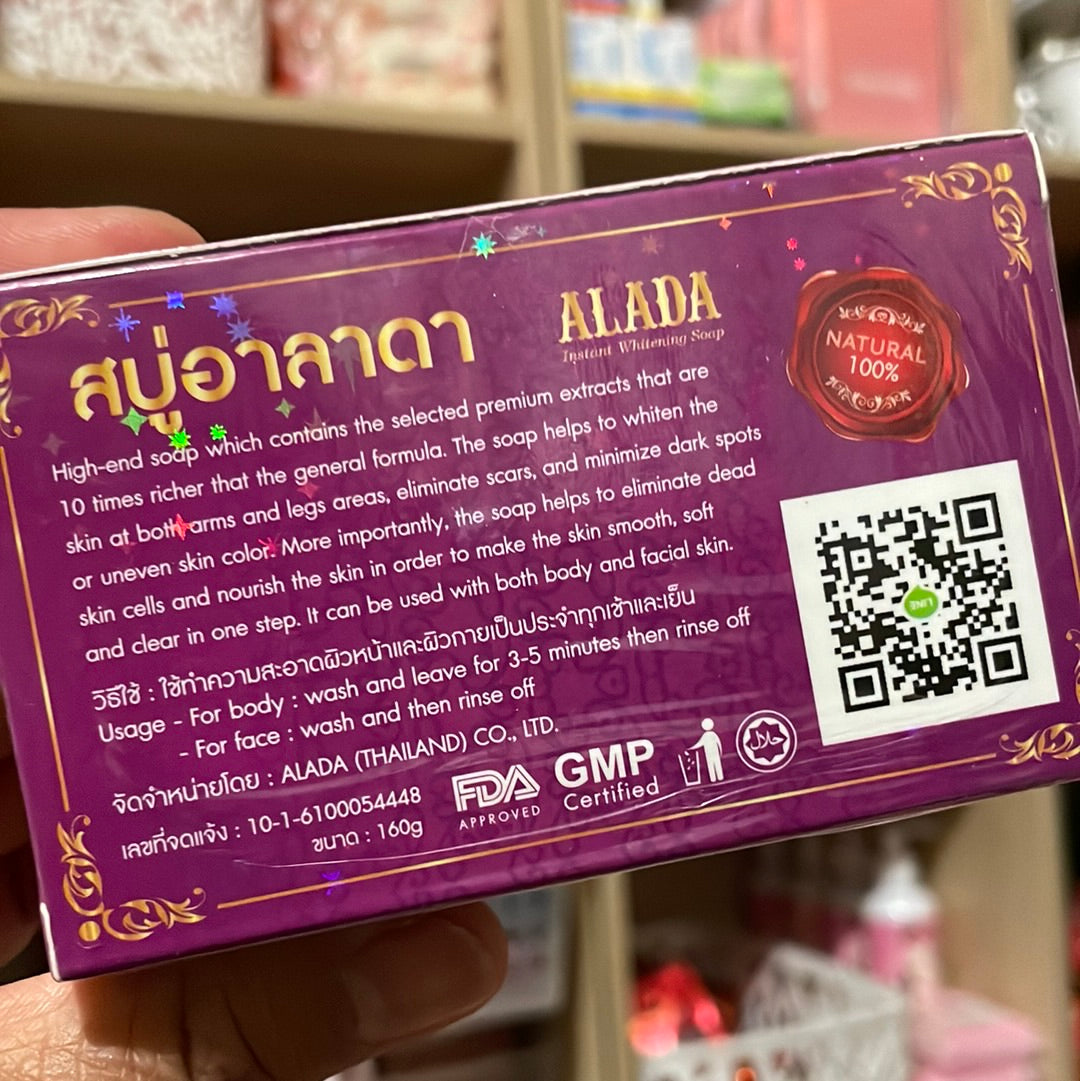 สบู่อาลาดา
ALADA
Instant Whitening Soap
NATURAL
100%
High-end soap which contains the selected premium extracts that are
10 times richer that the general formula. The soap helps to whiten the
skin at both arms and legs areas, eliminate scars, and minimize dark spots
or uneven skin color. More importantly, the soap helps to eliminate dead
skin cells and nourish the skin in order to make the skin smooth, soft
and clear in one step. It can be used with both body and facial skin.
วิธีใช้ : ใช้ทำความสะอาดผิวหน้าและผิวกายเป็นประจำทุกเช้าและเย็น
Usage - For body : wash and leave for 3-5 minutes then rinse off
- For face : wash and then rinse off
จัดจำหน่ายโดย : ALADA (THAILAND) CO., LTD.
เลขที่จดแจ้ง : 10-1-6100054448
ขนาด : 160g
FDA
APPROVED
GMP
Certified
حلال
LINE